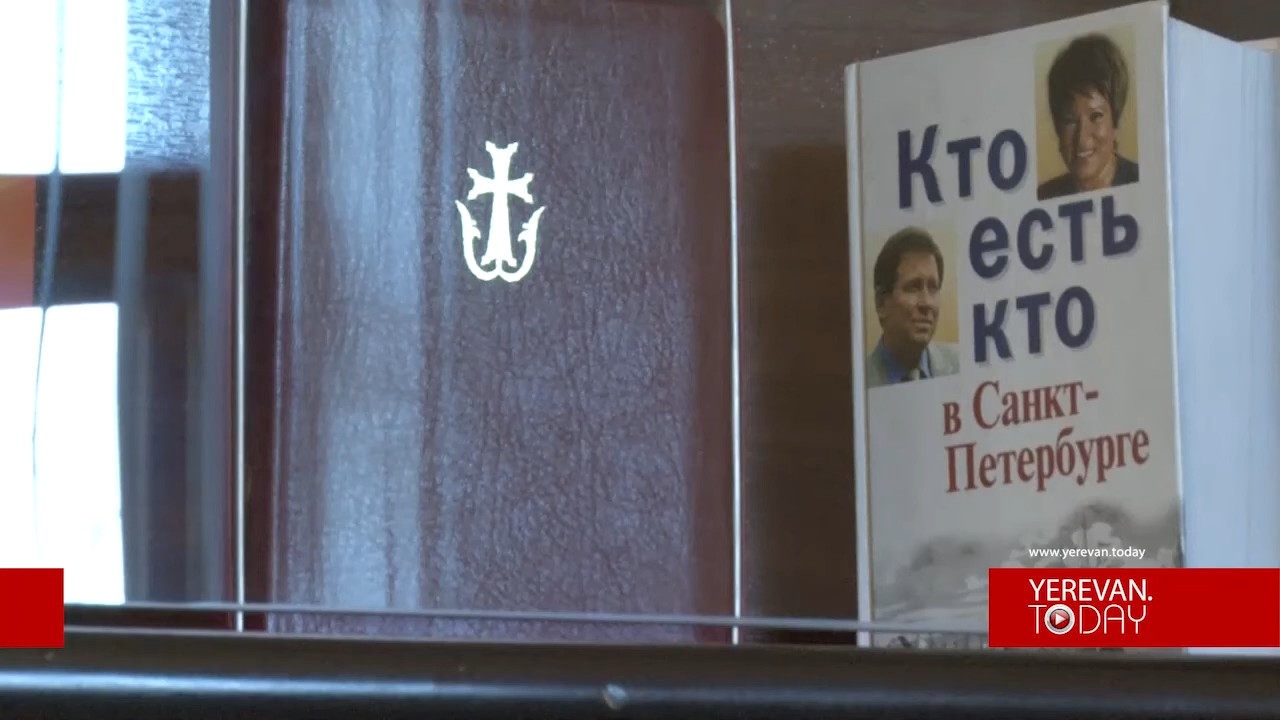 Кто
есть
кто
в Санкт-
Петербурге
www.yerevan.today
YEREVAN.
TODAY